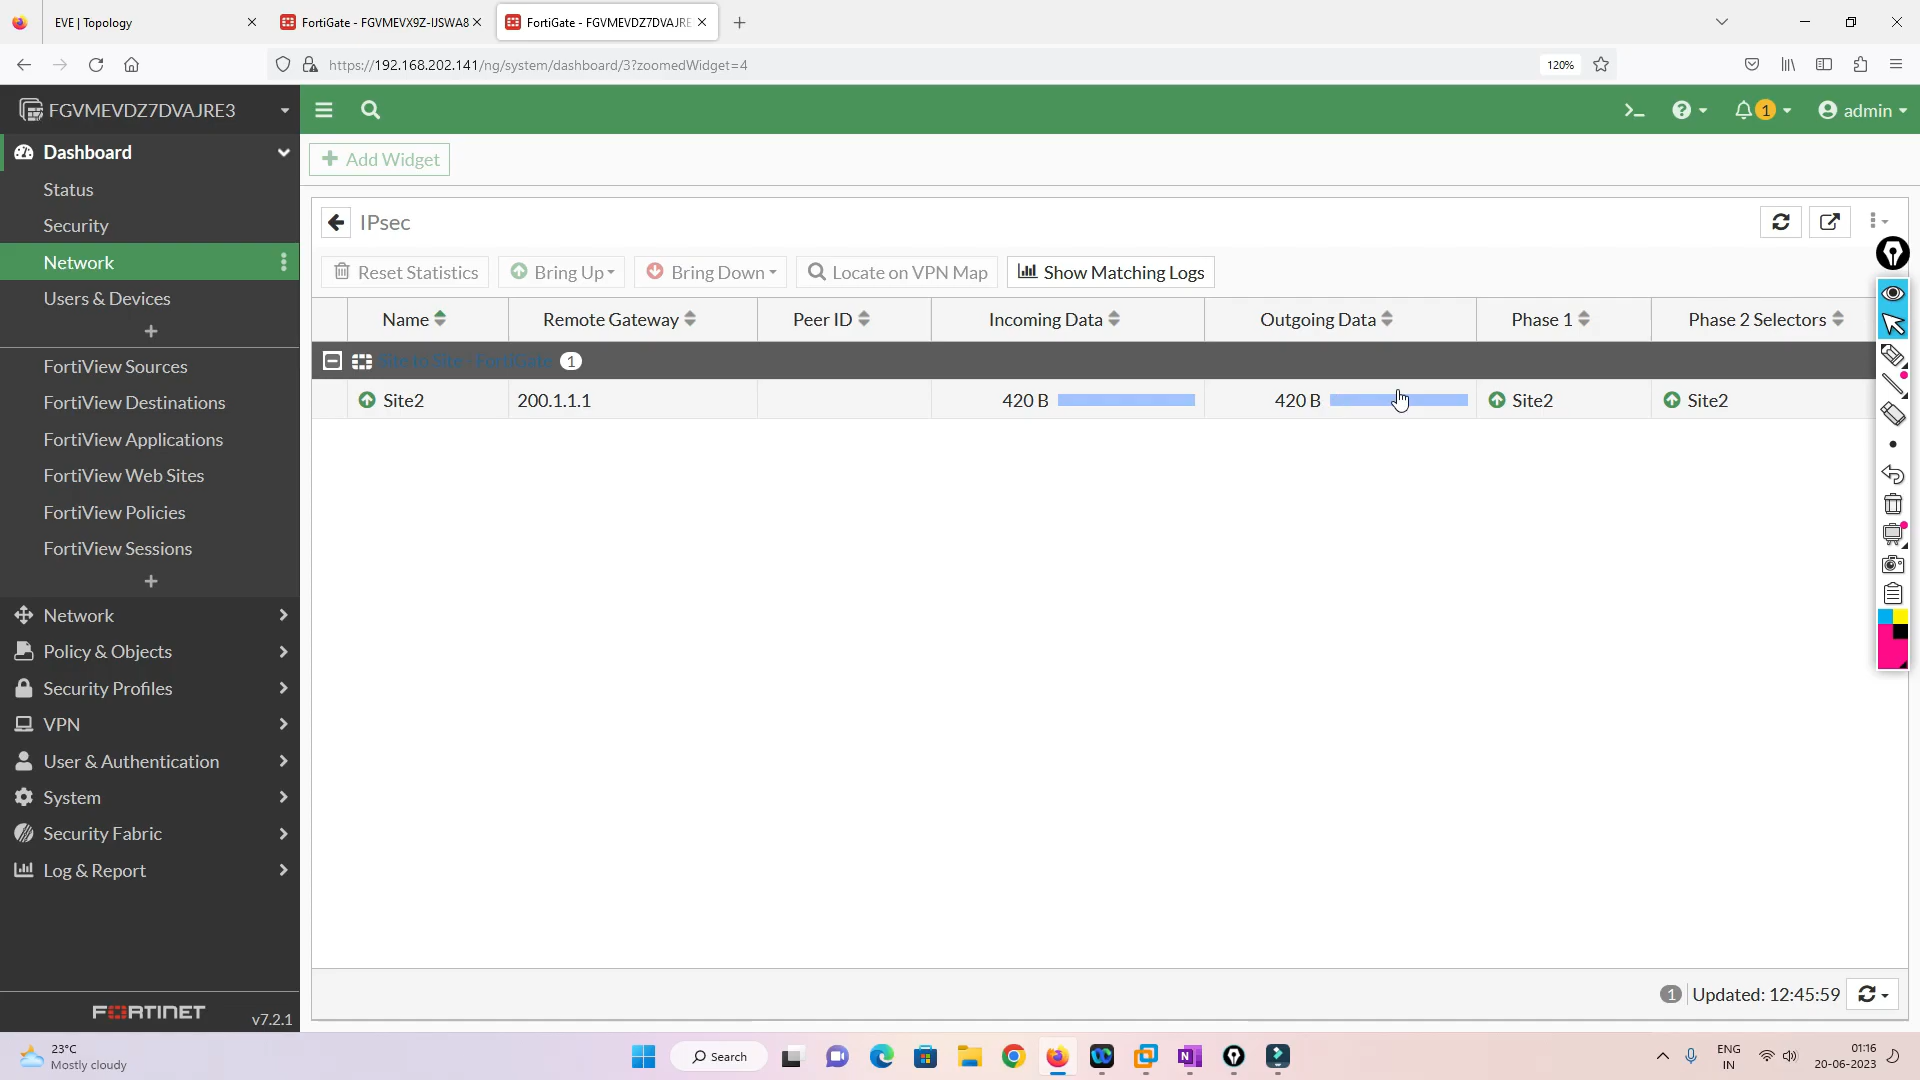 EVE | Topology
FortiGate - FGVMEVX9Z-IJSWA8
FortiGate - FGVMEVDZ7DVAJRE
https://192.168.202.141/ng/system/dashboard/3?zoomedWidget=4
120%
FGVMEVDZ7DVAJRE3
1
admin
Dashboard
Status
Security
Network
Users & Devices
FortiView Sources
FortiView Destinations
FortiView Applications
FortiView Web Sites
FortiView Policies
FortiView Sessions
Network
Policy & Objects
Security Profiles
VPN
User & Authentication
System
Security Fabric
Log & Report
FORTINET
v7.2.1
Add Widget
IPsec
Reset Statistics Bring Up Bring Down Locate on VPN Map Show Matching Logs
Name Remote Gateway Peer ID Incoming Data Outgoing Data Phase 1 Phase 2 Selectors
Site to Site - FortiGate 1
Site2 200.1.1.1 420 B 420 B Site2 Site2
1 Updated: 12:45:59
23°C
Mostly cloudy
Search
ENG
IN
01:16
20-06-2023